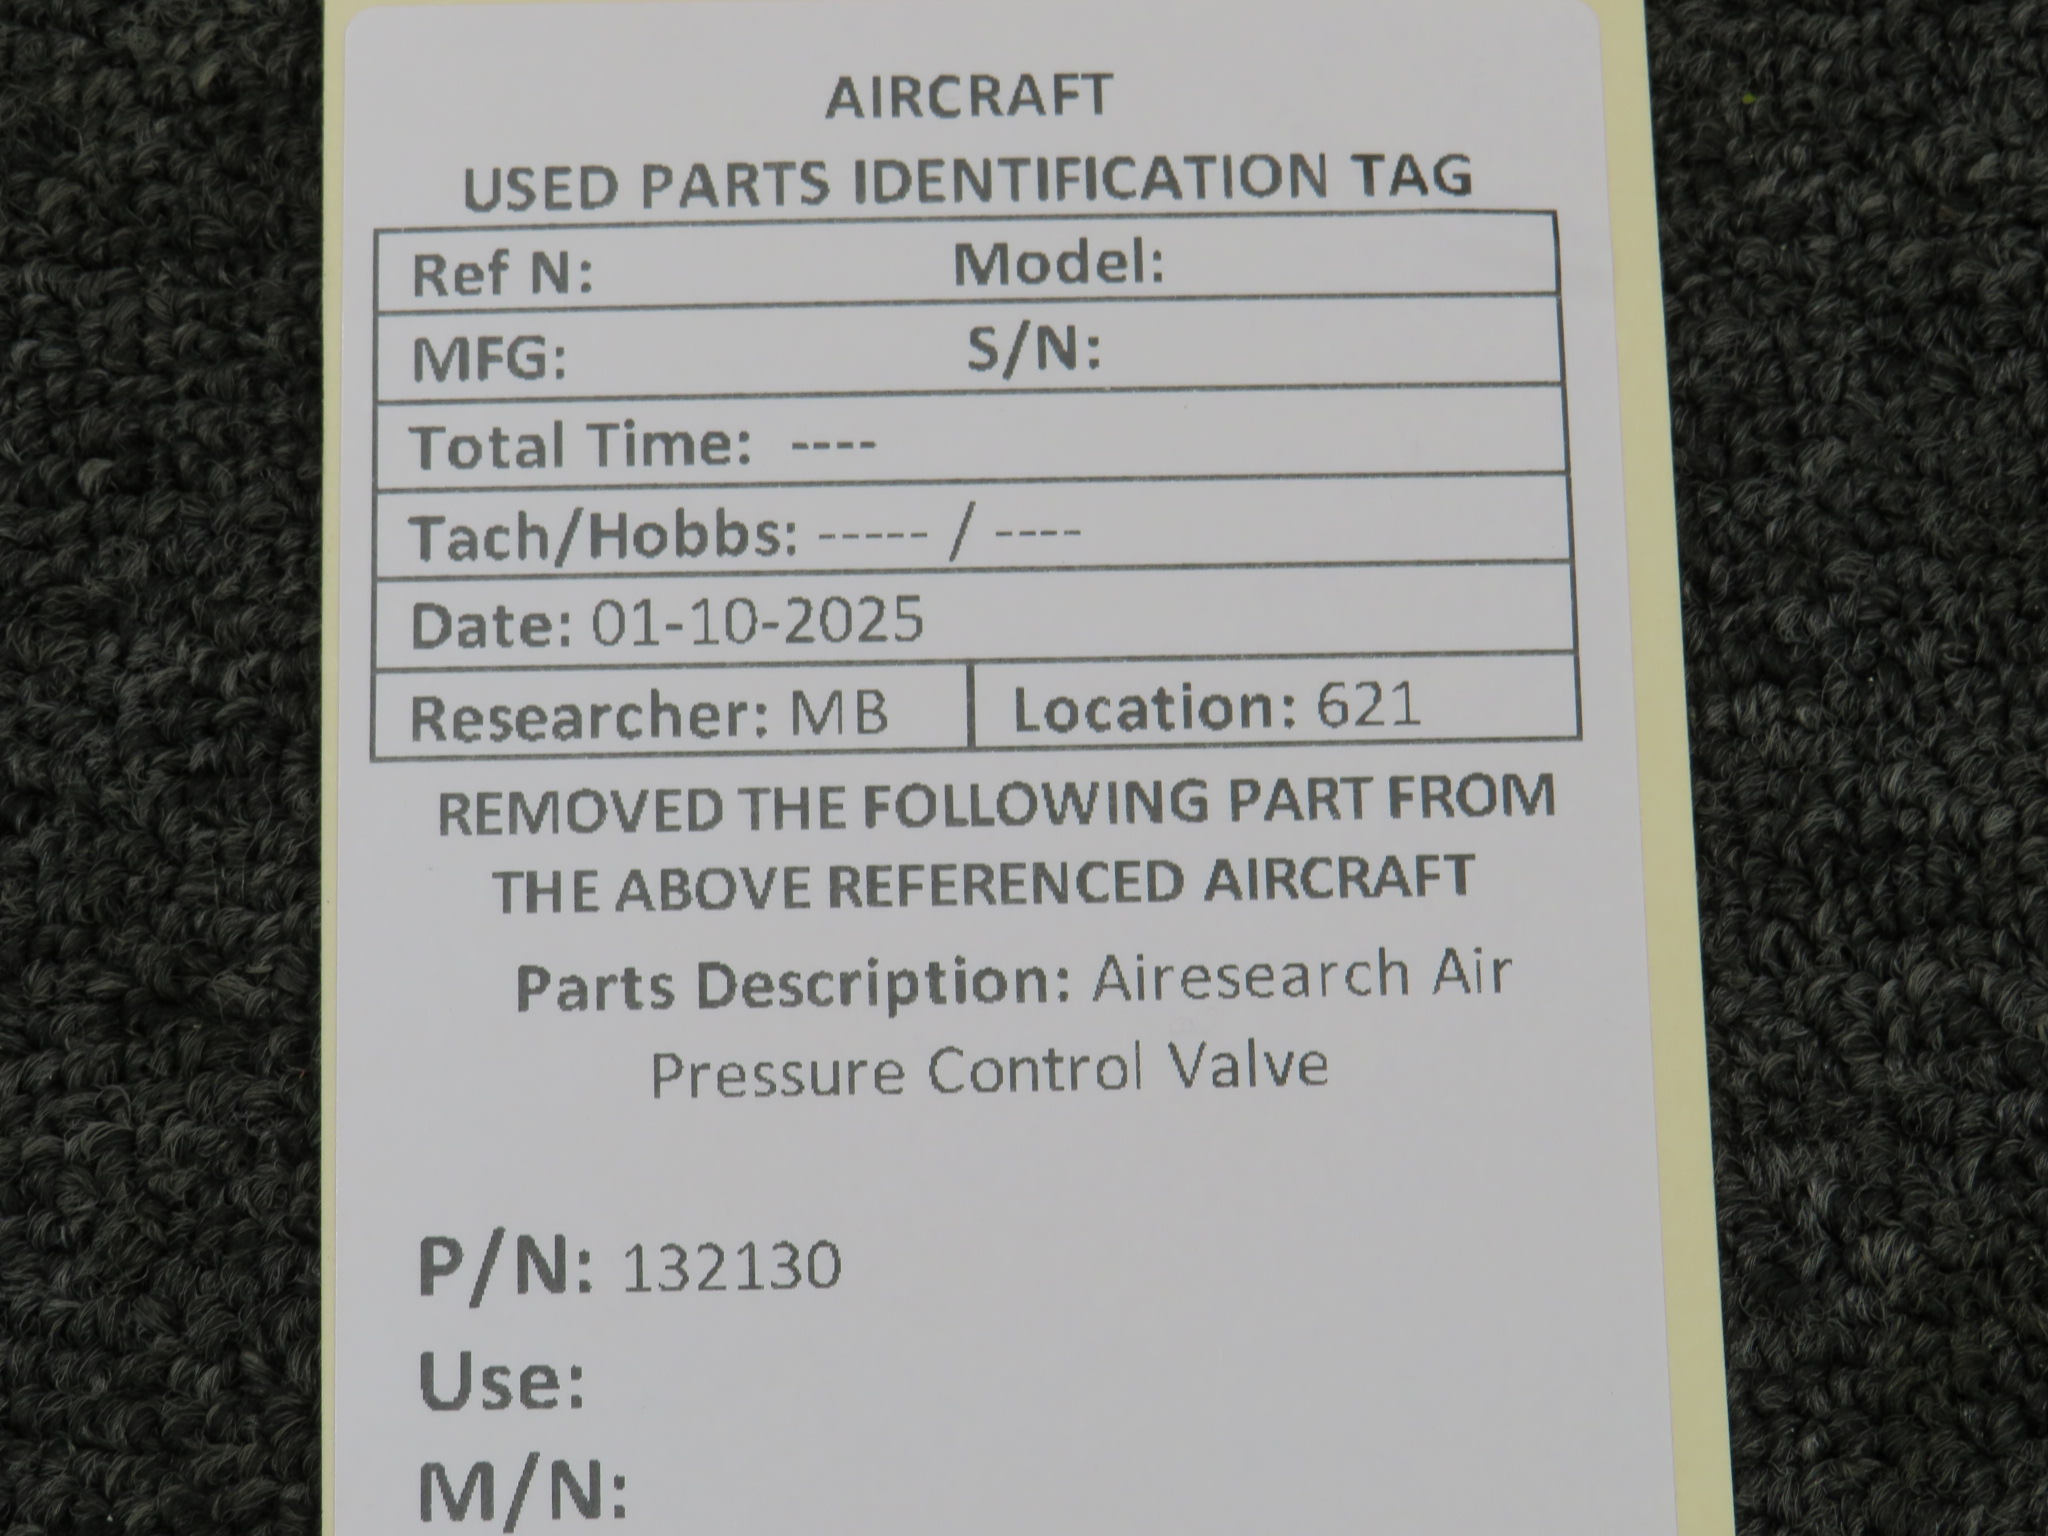 AIRCRAFT
USED PARTS IDENTIFICATION TAG
Ref N: Model:
MFG: S/N:
Total Time: ----
Tach/Hobbs: ----- / ----
Date: 01-10-2025
Researcher: MB Location: 621
REMOVED THE FOLLOWING PART FROM
THE ABOVE REFERENCED AIRCRAFT
Parts Description: Airesearch Air
Pressure Control Valve
P/N: 132130
Use:
M/N: